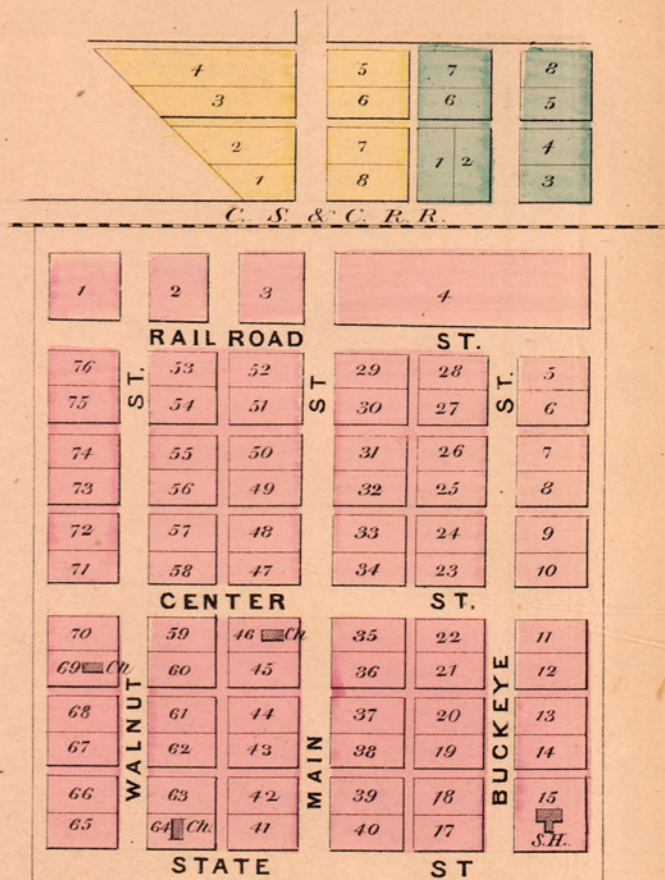 4 5 7 8
3 6 6 5
2 7 1 2 4
1 8 3
C. S. & C. R. R.
1 2 3 4
RAIL ROAD ST.
76 53 52 29 28 5
ST. ST ST.
75 54 51 30 27 6
74 55 50 31 26 7
73 56 49 32 25 8
72 57 48 33 24 9
71 58 47 34 23 10
CENTER ST.
70 59 46 Ch 35 22 11
69 Ch 60 45 36 21 12
68 61 44 37 20 13
67 62 43 38 19 14
WALNUT MAIN BUCKEYE
66 63 42 39 18 15
65 64 Ch. 41 40 17 S.H.
STATE ST